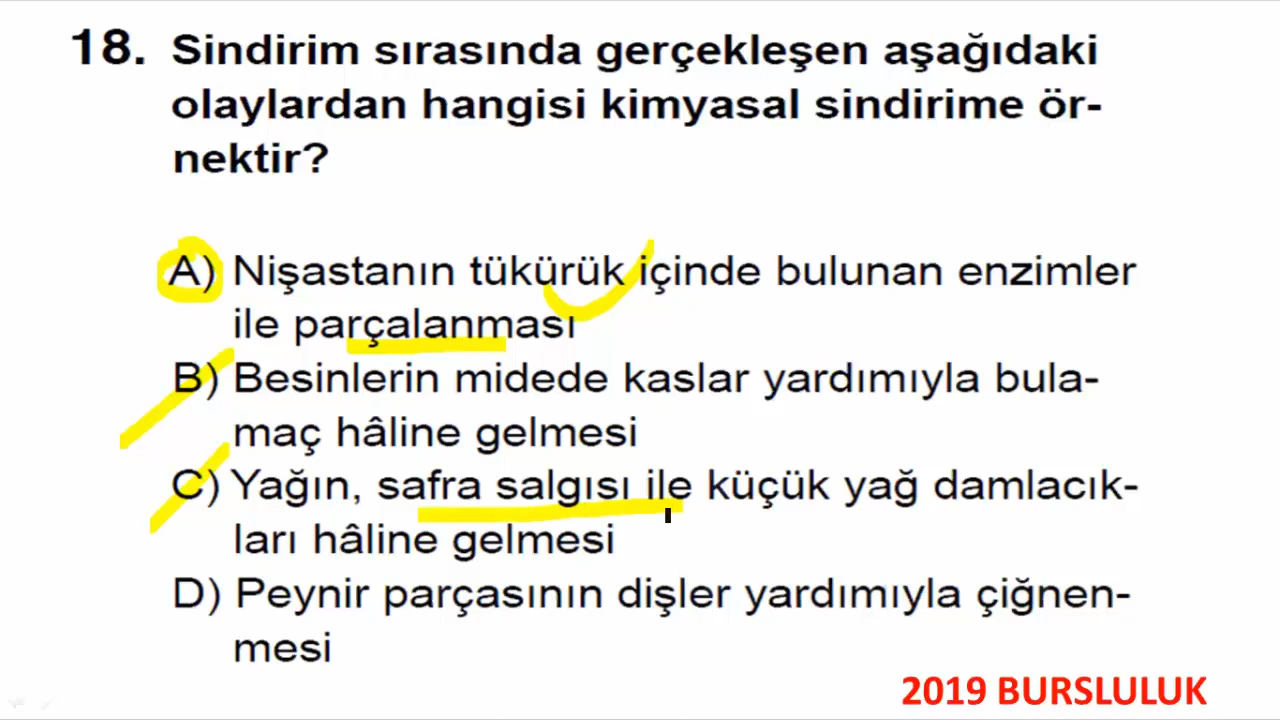 18. Sindirim sırasında gerçekleşen aşağıdaki
olaylardan hangisi kimyasal sindirime ör-
nektir?
A) Nişastanın tükürük içinde bulunan enzimler
ile parçalanması
B) Besinlerin midede kaslar yardımıyla bula-
maç hâline gelmesi
C) Yağın, safra salgısı ile küçük yağ damlacık-
ları hâline gelmesi
D) Peynir parçasının dişler yardımıyla çiğnen-
mesi
2019 BURSLULUK